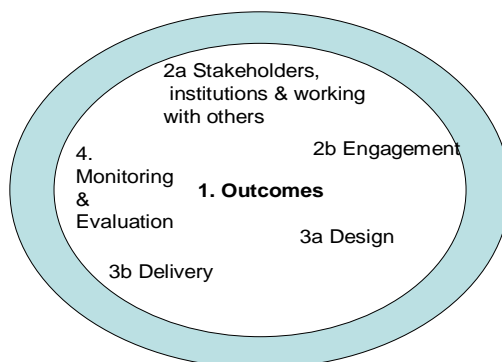 2a Stakeholders,
institutions & working
with others
2b Engagement
4.
Monitoring
&
Evaluation
1. Outcomes
3a Design
3b Delivery